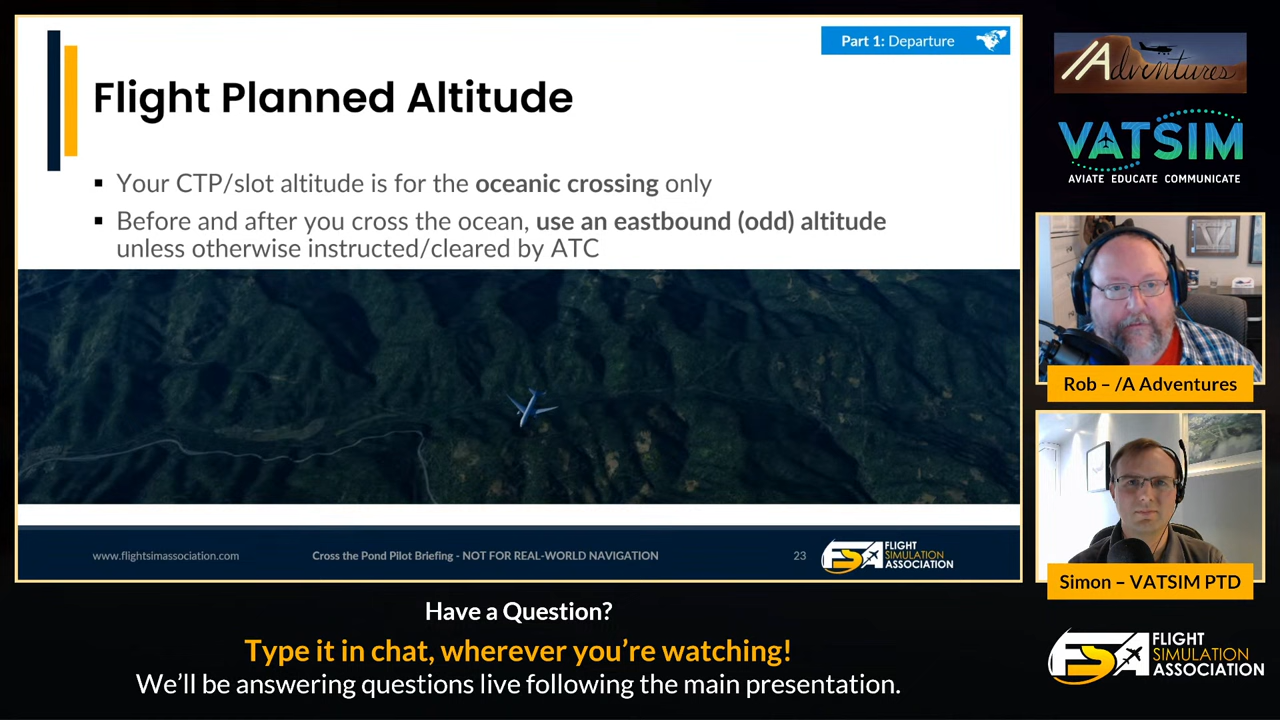 Part 1: Departure
Flight Planned Altitude
▪ Your CTP/slot altitude is for the oceanic crossing only
▪ Before and after you cross the ocean, use an eastbound (odd) altitude
unless otherwise instructed/cleared by ATC
www.flightsimassociation.com
Cross the Pond Pilot Briefing - NOT FOR REAL-WORLD NAVIGATION
23
FSA
FLIGHT
SIMULATION
ASSOCIATION
/Adventures
VATSIM
AVIATE EDUCATE COMMUNICATE
Rob – /A Adventures
Simon – VATSIM PTD
Have a Question?
Type it in chat, wherever you're watching!
We'll be answering questions live following the main presentation.
FSA
FLIGHT
SIMULATION
ASSOCIATION